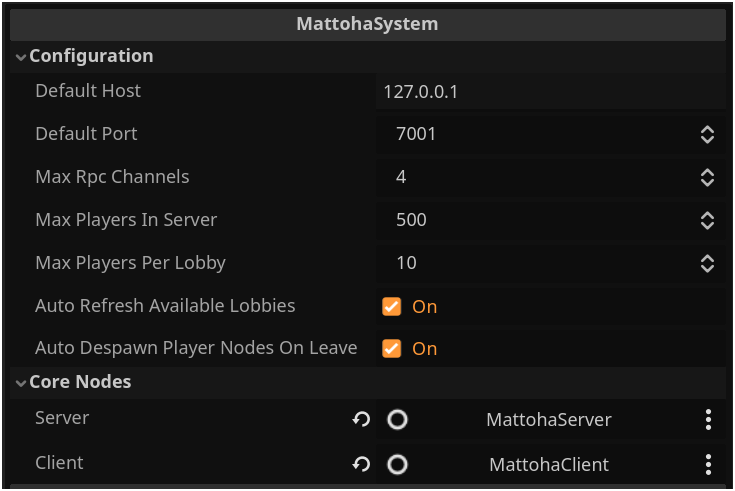 MattohaSystem
Configuration
Default Host 127.0.0.1
Default Port 7001
Max Rpc Channels 4
Max Players In Server 500
Max Players Per Lobby 10
Auto Refresh Available Lobbies On
Auto Despawn Player Nodes On Leave On
Core Nodes
Server MattohaServer
Client MattohaClient